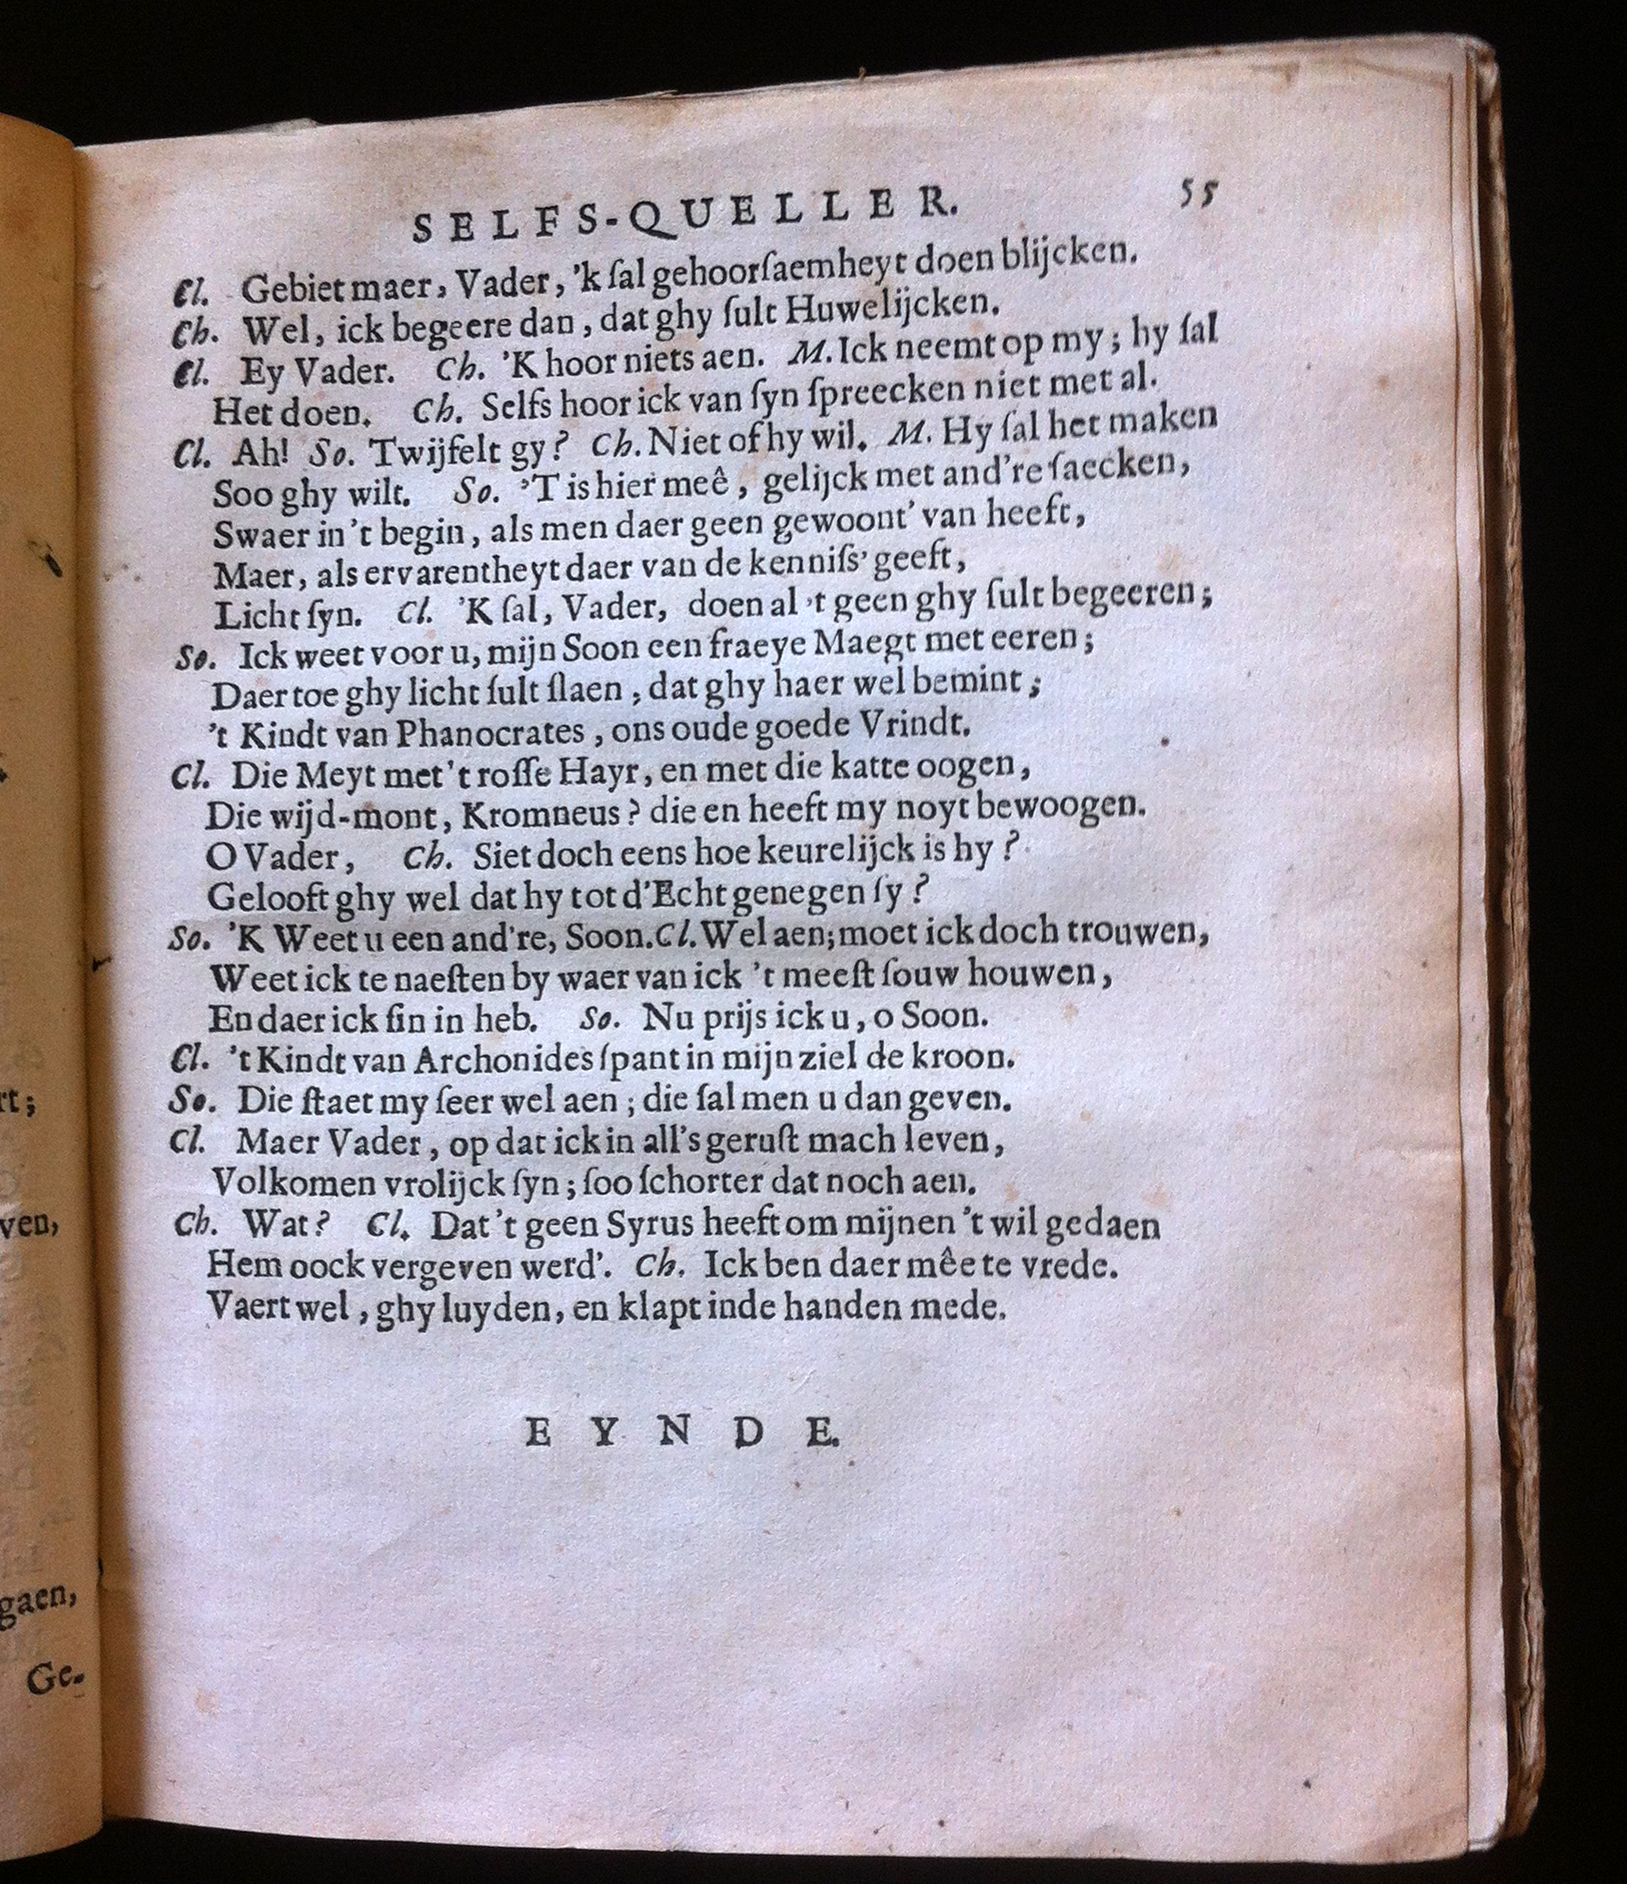 SELFS-QUELLER. 55
Cl. Gebiet maer, Vader, 'k ſal gehoorſaemheyt doen blijcken.
Ch. Wel, ick begeere dan, dat ghy ſult Huwelijcken.
Cl. Ey Vader. Ch. 'K hoor niets aen. M. Ick neemt op my; hy ſal
Het doen. Ch. Selfs hoor ick van ſyn ſpreecken niet met al.
Cl. Ah! So. Twijfelt gy? Ch. Niet of hy wil. M. Hy ſal het maken
Soo ghy wilt. So. 'T is hier meê, gelijck met and're ſaecken,
Swaer in 't begin, als men daer geen gewoont' van heeft,
Maer, als ervarentheyt daer van de kenniſs' geeft,
Licht ſyn. Cl. 'K ſal, Vader, doen al 't geen ghy ſult begeeren;
So. Ick weet voor u, mijn Soon een fraeye Maegt met eeren;
Daer toe ghy licht ſult ſlaen, dat ghy haer wel bemint;
't Kindt van Phanocrates, ons oude goede Vrindt.
Cl. Die Meyt met 't roſſe Hayr, en met die katte oogen,
Die wijd-mont, Kromneus? die en heeft my noyt bewoogen.
O Vader, Ch. Siet doch eens hoe keurelijck is hy?
Gelooft ghy wel dat hy tot d'Echt genegen ſy?
So. 'K Weet u een and're, Soon. Cl. Wel aen; moet ick doch trouwen,
Weet ick te naeſten by waer van ick 't meeſt ſouw houwen,
En daer ick ſin in heb. So. Nu prijs ick u, o Soon.
Cl. 't Kindt van Archonides ſpant in mijn ziel de kroon.
So. Die ſtaet my ſeer wel aen; die ſal men u dan geven.
Cl. Maer Vader, op dat ick in all's geruſt mach leven,
Volkomen vrolijck ſyn; ſoo ſchorter dat noch aen.
Ch. Wat? Cl. Dat 't geen Syrus heeft om mijnen 't wil gedaen
Hem oock vergeven werd'. Ch. Ick ben daer mêe te vrede.
Vaert wel, ghy luyden, en klapt inde handen mede.
EYNDE.
rt;
ven,
gaen,
Ge-